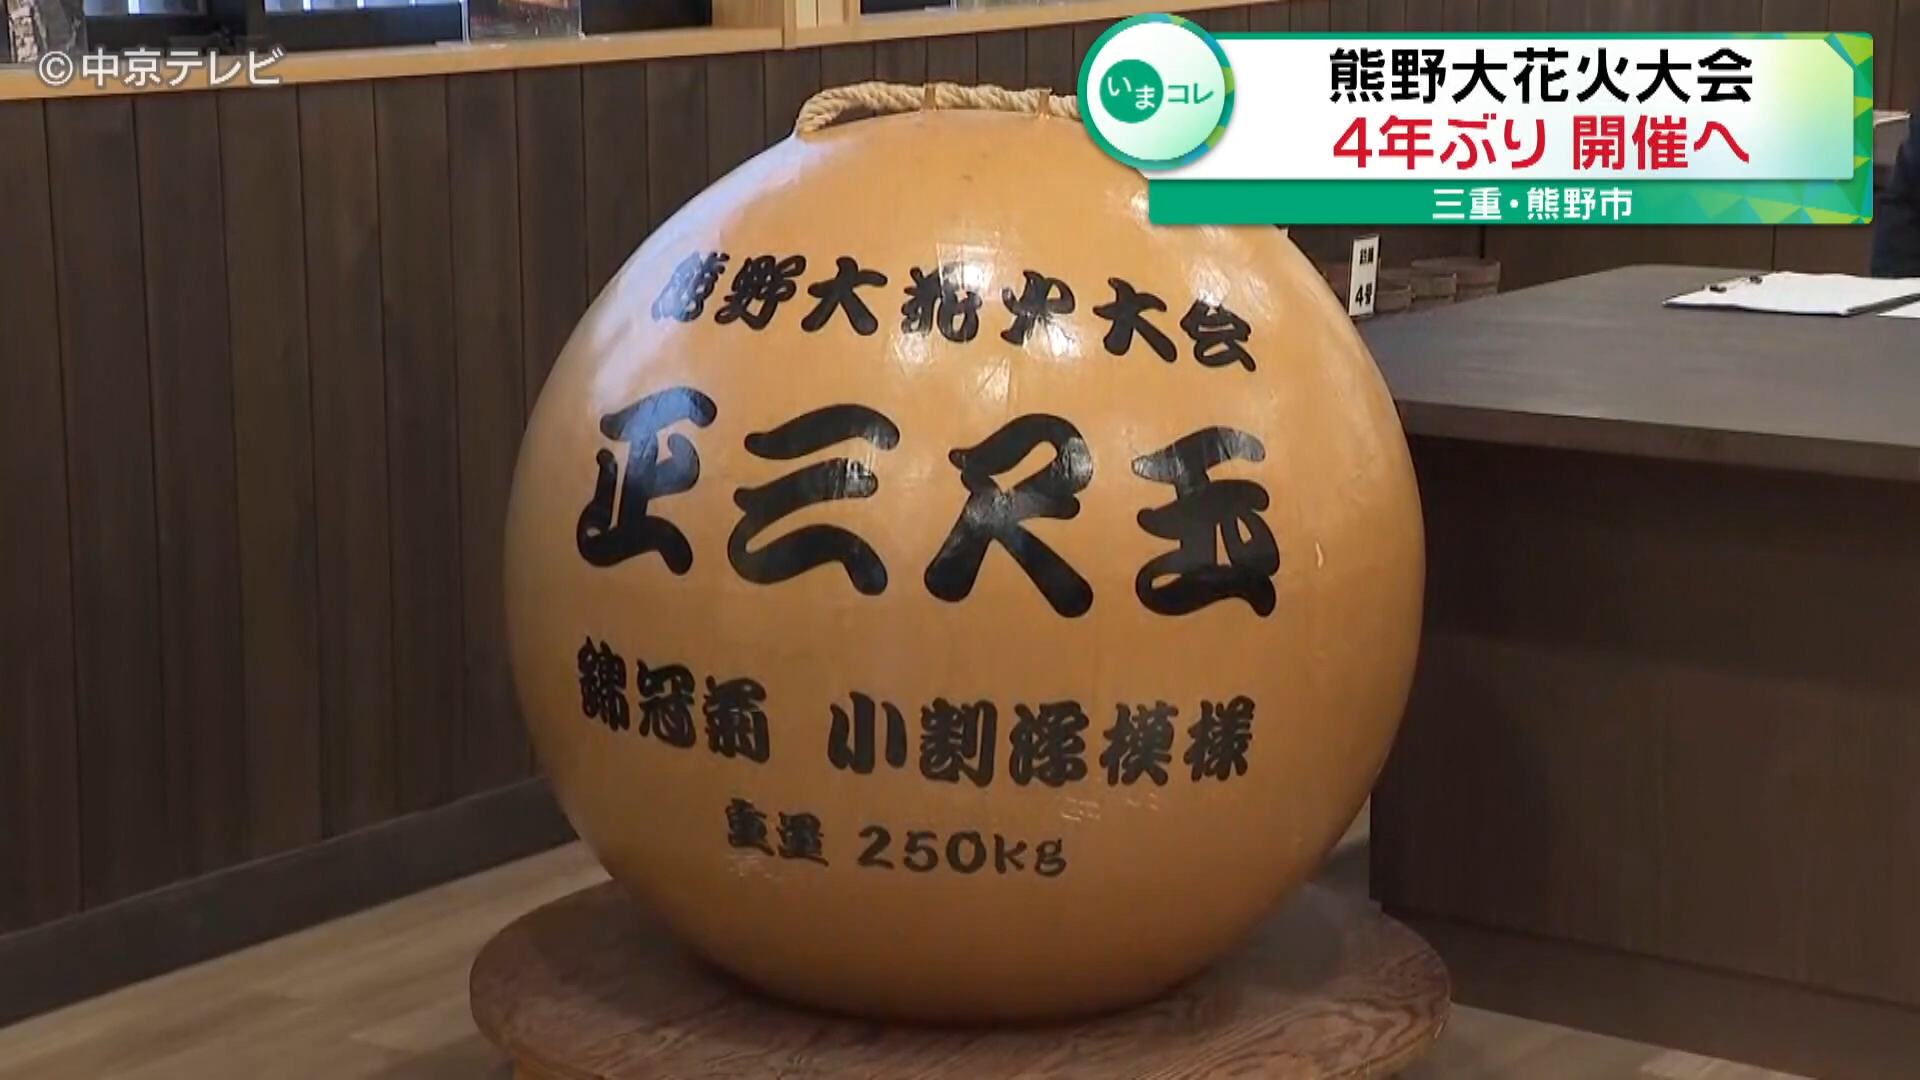 ©中京テレビ
いまコレ
熊野大花火大会
4年ぶり 開催へ
三重・熊野市
熊野大花火大会
正三尺玉
錦冠菊 小割浮模様
重量 250kg
4号